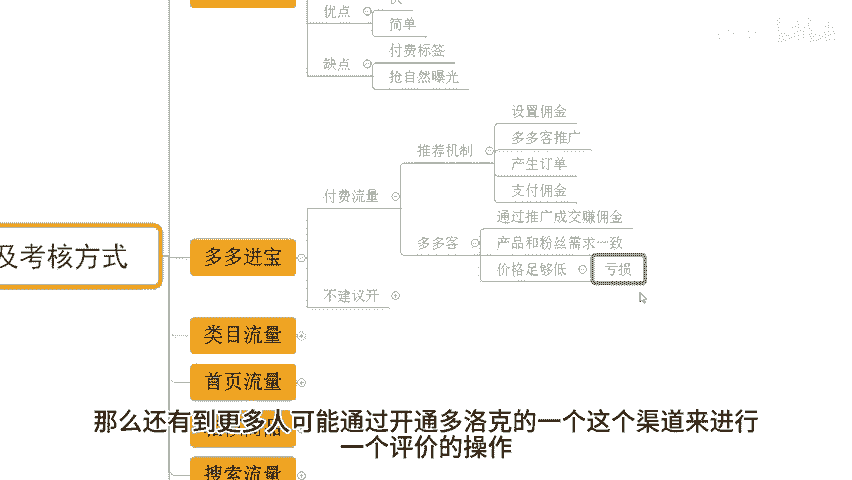 优点
简单
付费标签
缺点
抢自然曝光
设置佣金
多多客推广
推荐机制
产生订单
支付佣金
付费流量
通过推广成交赚佣金
及考核方式
多多进宝
多多客
产品和粉丝需求一致
价格足够低
亏损
不建议开
类目流量
首页流量
那么还有到更多人可能通过开通多洛克的一个这个渠道来进行
一个评价的操作
搜索流量